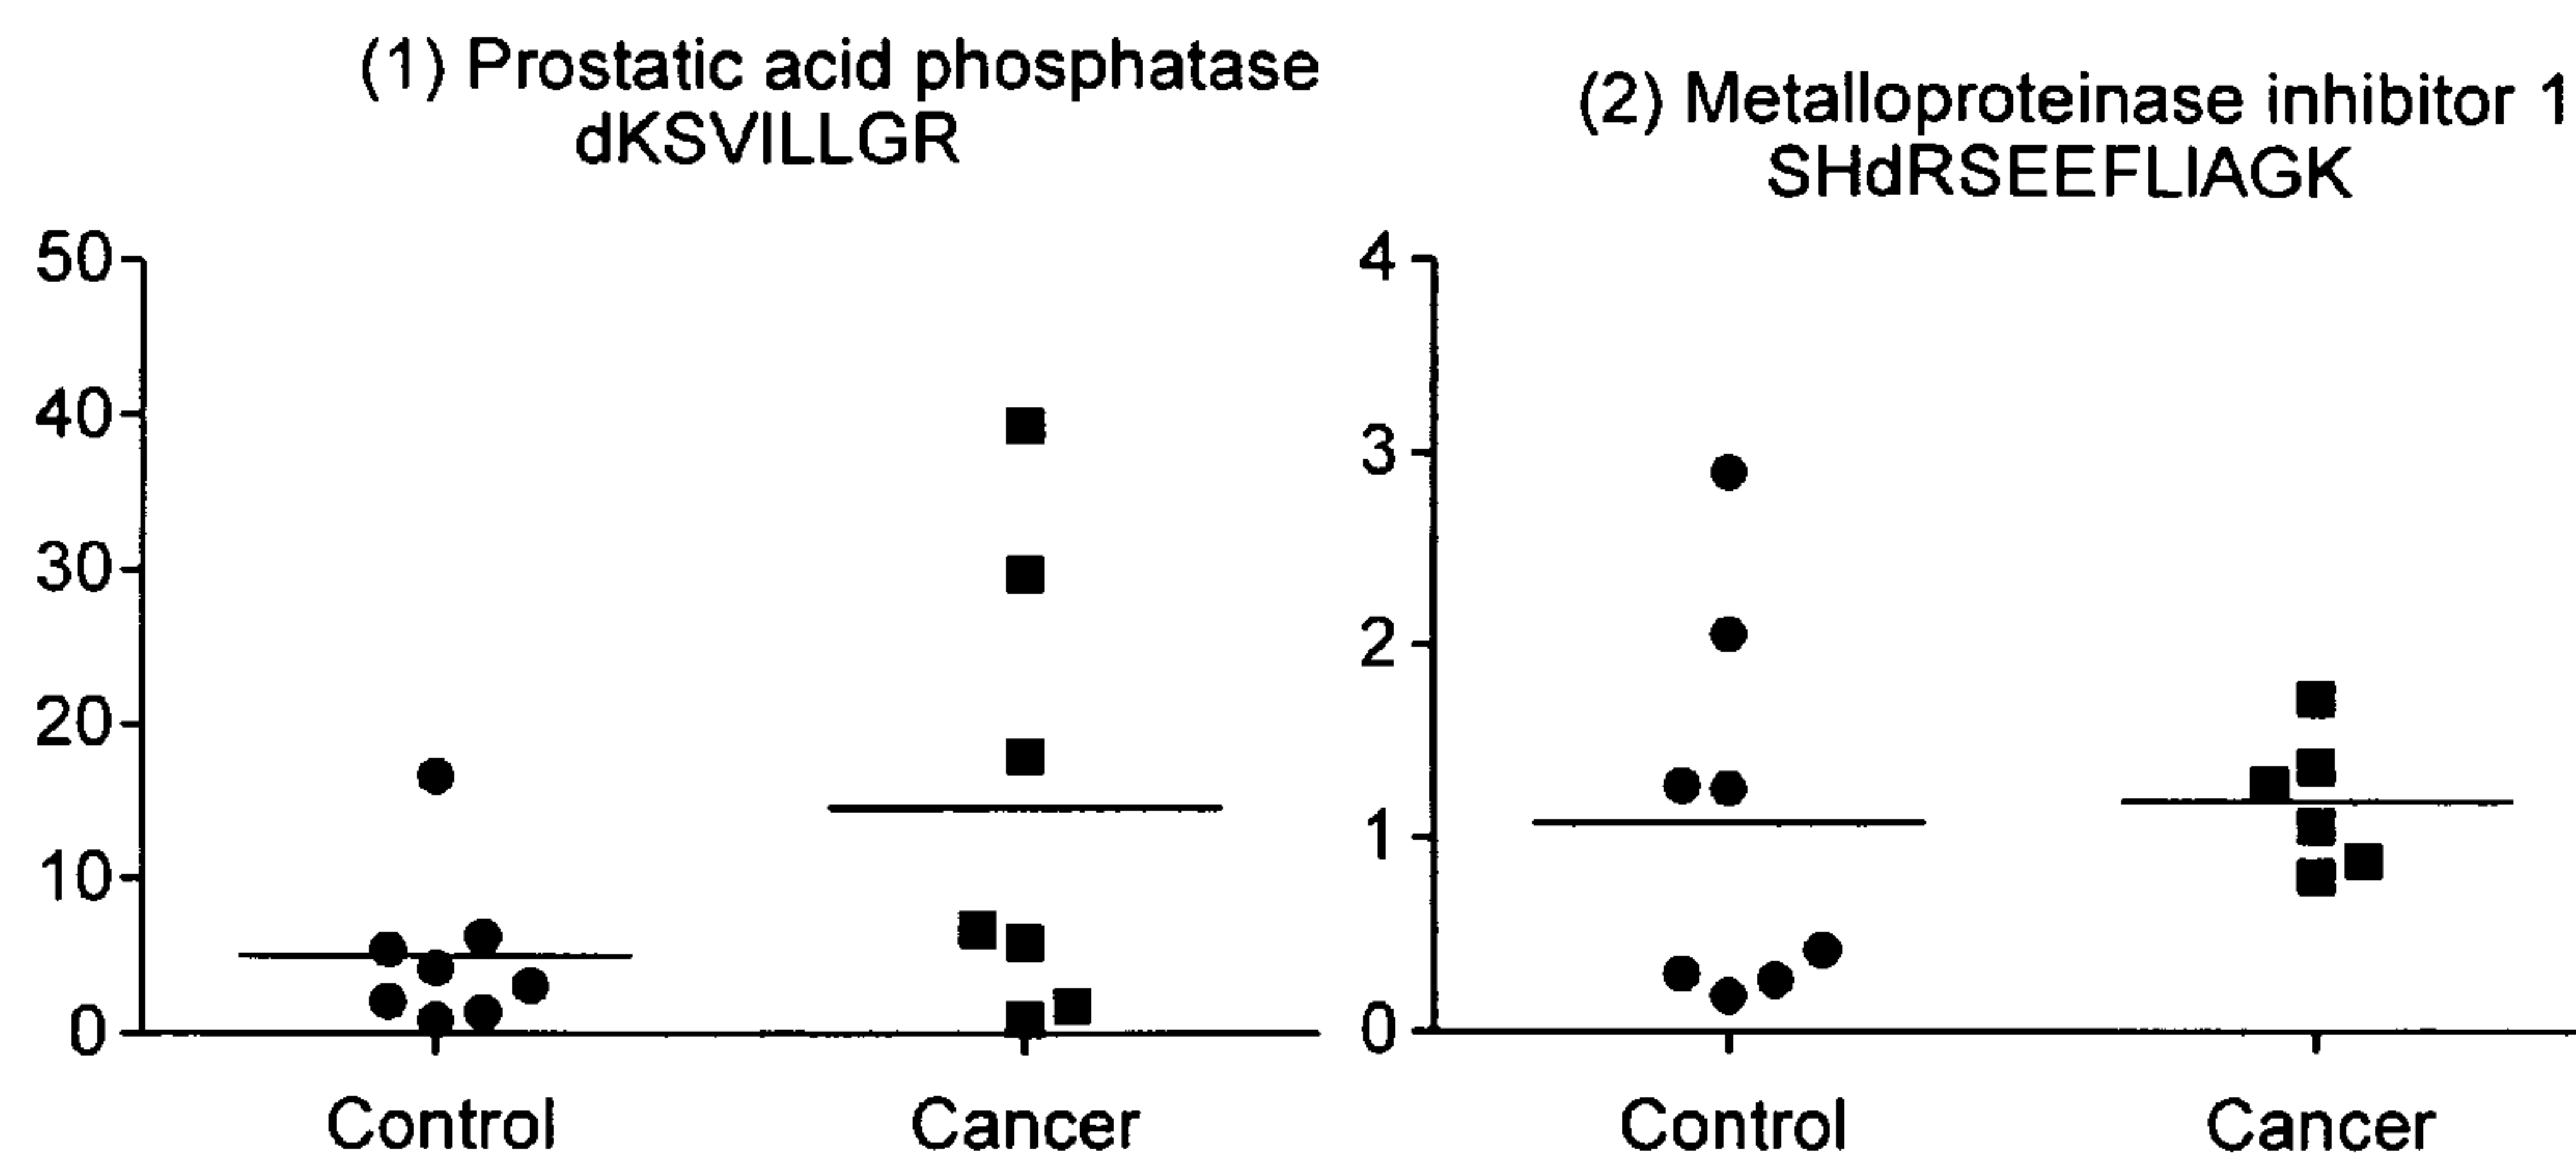 (1) Prostatic acid phosphatase
dKSVILLGR
50
40
30
20
10
0
Control
Cancer
(2) Metalloproteinase inhibitor 1
SHdRSEEFLIAGK
4
3
2
1
0
Control
Cancer